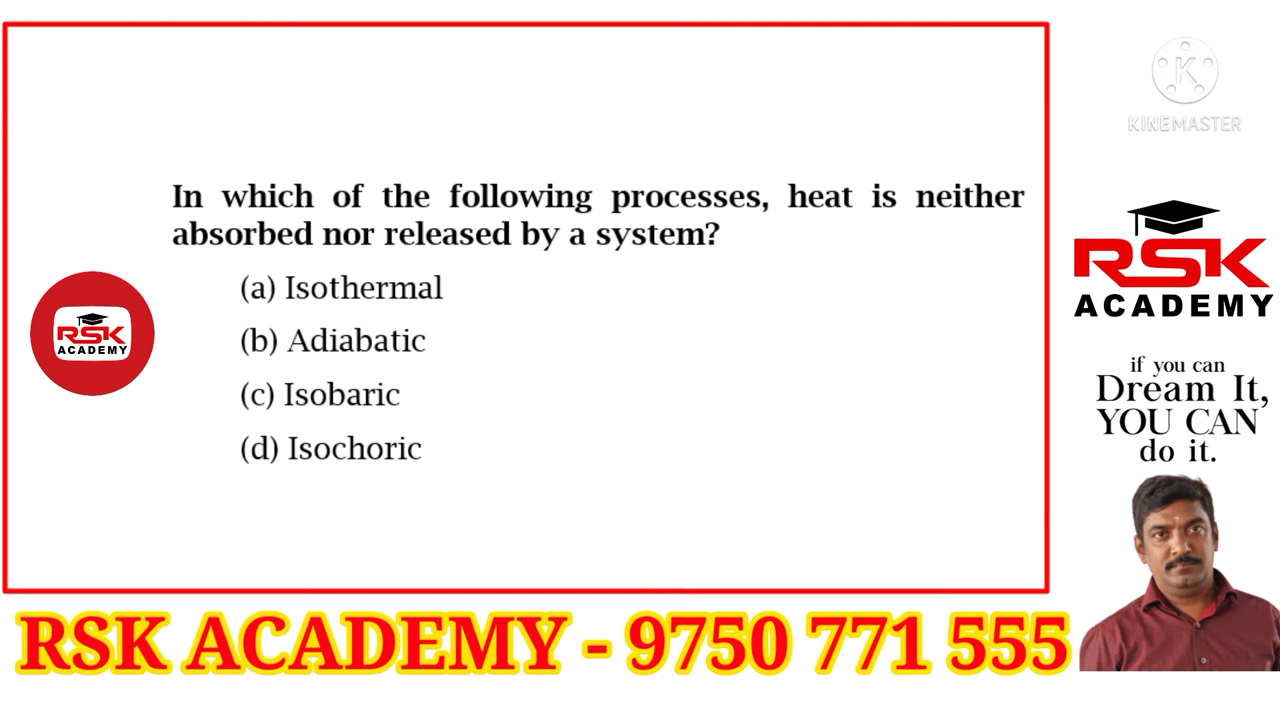 KINEMASTER
In which of the following processes, heat is neither
absorbed nor released by a system?
(a) Isothermal
(b) Adiabatic
(c) Isobaric
(d) Isochoric
RSK
ACADEMY
RSK
ACADEMY
if you can
Dream It,
YOU CAN
do it.
RSK ACADEMY - 9750 771 555